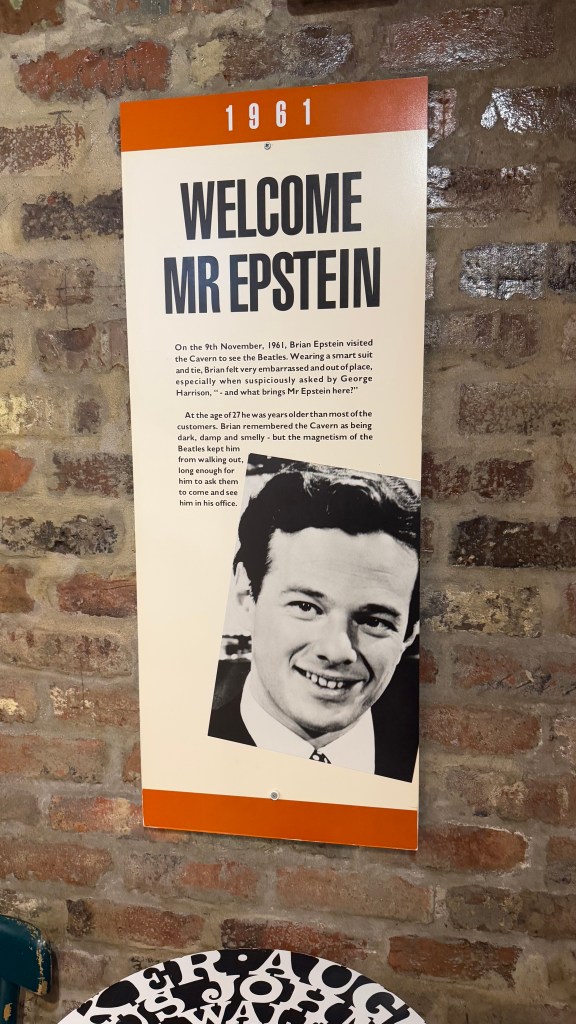 1961
WELCOME
MR EPSTEIN
On the 9th November, 1961, Brian Epstein visited
the Cavern to see the Beatles. Wearing a smart suit
and tie, Brian felt very embarrassed and out of place,
especially when suspiciously asked by George
Harrison, “ - and what brings Mr Epstein here?”
At the age of 27 he was years older than most of the
customers. Brian remembered the Cavern as being
dark, damp and smelly - but the magnetism of the
Beatles kept him
from walking out,
long enough for
him to ask them
to come and see
him in his office.
KER · AUG
JOHN